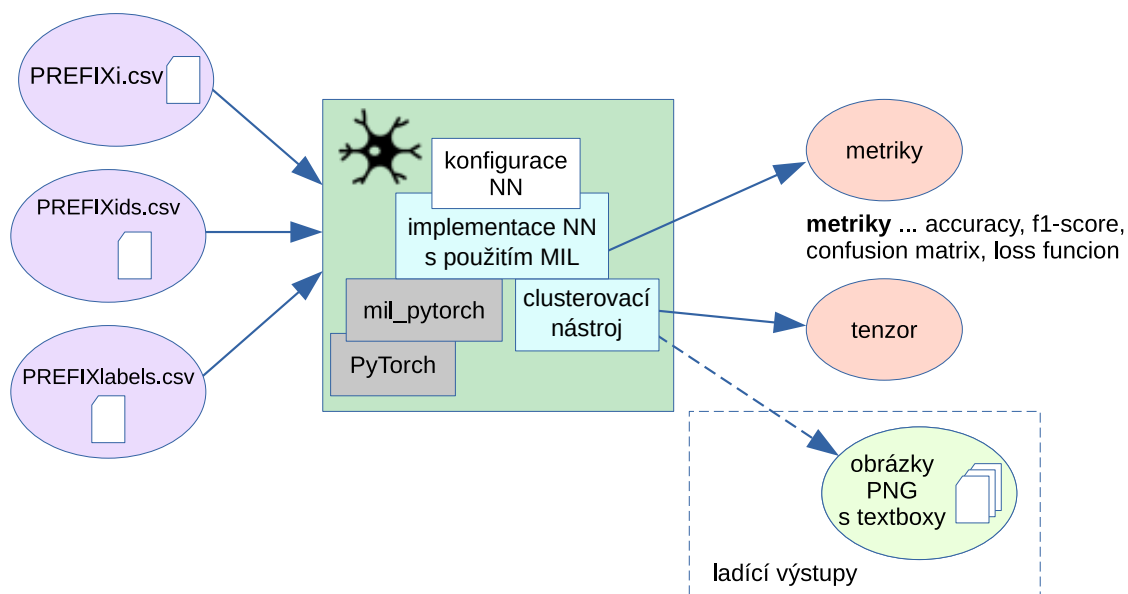 PREFIXi.csv
PREFIXids.csv
PREFIXlabels.csv
konfigurace
NN
implementace NN
s použitím MIL
mil_pytorch
clusterovací
nástroj
PyTorch
metriky
metriky ... accuracy, f1-score,
confusion matrix, loss funcion
tenzor
obrázky
PNG
s textboxy
ladící výstupy